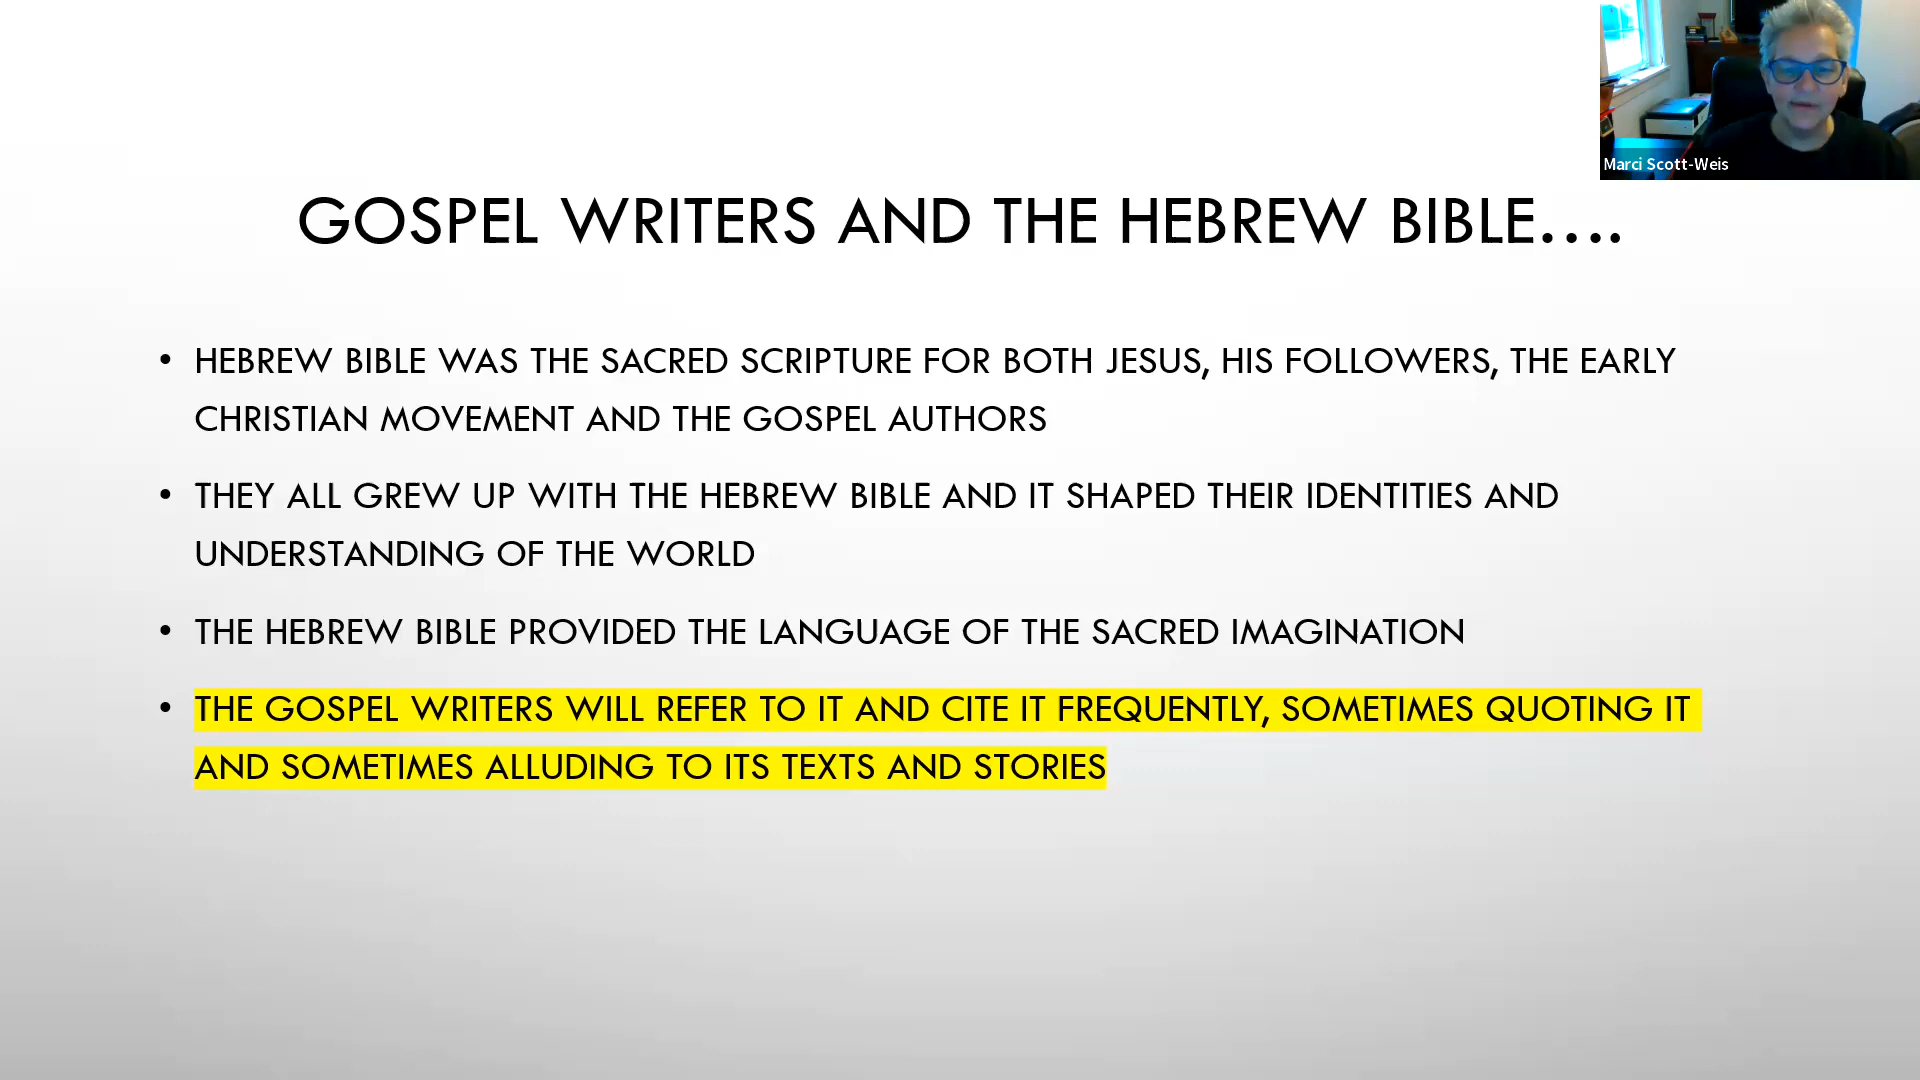 Marci Scott-Weis
GOSPEL WRITERS AND THE HEBREW BIBLE….
• HEBREW BIBLE WAS THE SACRED SCRIPTURE FOR BOTH JESUS, HIS FOLLOWERS, THE EARLY
CHRISTIAN MOVEMENT AND THE GOSPEL AUTHORS
• THEY ALL GREW UP WITH THE HEBREW BIBLE AND IT SHAPED THEIR IDENTITIES AND
UNDERSTANDING OF THE WORLD
• THE HEBREW BIBLE PROVIDED THE LANGUAGE OF THE SACRED IMAGINATION
• THE GOSPEL WRITERS WILL REFER TO IT AND CITE IT FREQUENTLY, SOMETIMES QUOTING IT
AND SOMETIMES ALLUDING TO ITS TEXTS AND STORIES